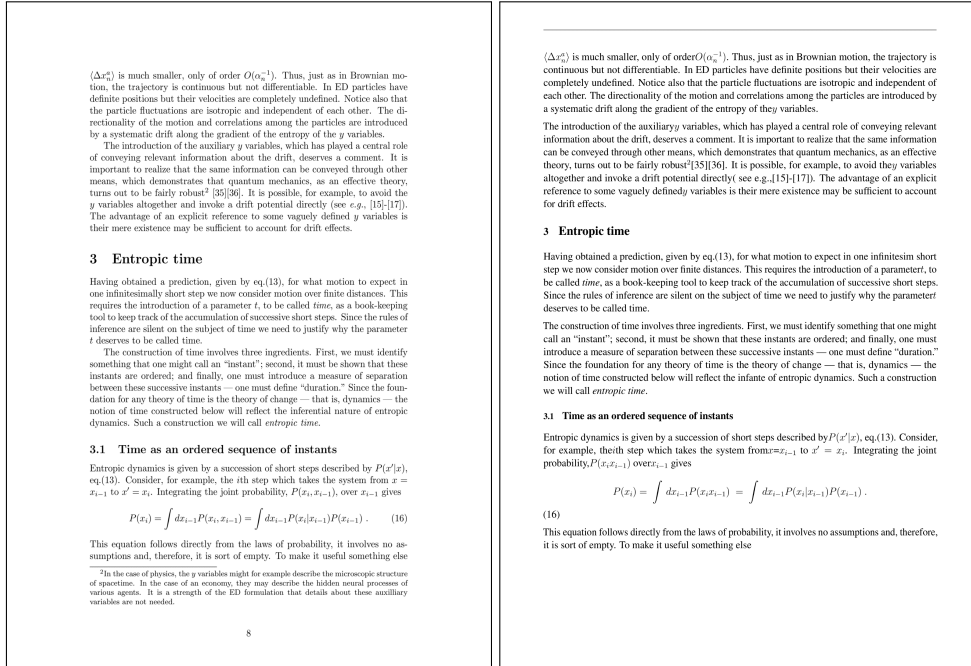 ⟨Δxₙᵃ⟩ is much smaller, only of order O(αₙ⁻¹). Thus, just as in Brownian mo-
tion, the trajectory is continuous but not differentiable. In ED particles have
definite positions but their velocities are completely undefined. Notice also that
the particle fluctuations are isotropic and independent of each other. The di-
rectionality of the motion and correlations among the particles are introduced
by a systematic drift along the gradient of the entropy of the y variables.
The introduction of the auxiliary y variables, which has played a central role
of conveying relevant information about the drift, deserves a comment. It is
important to realize that the same information can be conveyed through other
means, which demonstrates that quantum mechanics, as an effective theory,
turns out to be fairly robust² [35][36]. It is possible, for example, to avoid the
y variables altogether and invoke a drift potential directly (see e.g., [15]-[17]).
The advantage of an explicit reference to some vaguely defined y variables is
their mere existence may be sufficient to account for drift effects.
3 Entropic time
Having obtained a prediction, given by eq.(13), for what motion to expect in
one infinitesimally short step we now consider motion over finite distances. This
requires the introduction of a parameter t, to be called time, as a book-keeping
tool to keep track of the accumulation of successive short steps. Since the rules of
inference are silent on the subject of time we need to justify why the parameter
t deserves to be called time.
The construction of time involves three ingredients. First, we must identify
something that one might call an “instant”; second, it must be shown that these
instants are ordered; and finally, one must introduce a measure of separation
between these successive instants — one must define “duration.” Since the foun-
dation for any theory of time is the theory of change — that is, dynamics — the
notion of time constructed below will reflect the inferential nature of entropic
dynamics. Such a construction we will call entropic time.
3.1 Time as an ordered sequence of instants
Entropic dynamics is given by a succession of short steps described by P(x′|x),
eq.(13). Consider, for example, the ith step which takes the system from x =
xᵢ₋₁ to x′ = xᵢ. Integrating the joint probability, P(xᵢ, xᵢ₋₁), over xᵢ₋₁ gives
P(xᵢ) = ∫ dxᵢ₋₁P(xᵢ, xᵢ₋₁) = ∫ dxᵢ₋₁P(xᵢ|xᵢ₋₁)P(xᵢ₋₁) . (16)
This equation follows directly from the laws of probability, it involves no as-
sumptions and, therefore, it is sort of empty. To make it useful something else
²In the case of physics, the y variables might for example describe the microscopic structure
of spacetime. In the case of an economy, they may describe the hidden neural processes of
various agents. It is a strength of the ED formulation that details about these auxilliary
variables are not needed.
8
⟨Δxₙᵃ⟩ is much smaller, only of orderO(αₙ⁻¹). Thus, just as in Brownian motion, the trajectory is
continuous but not differentiable. In ED particles have definite positions but their velocities are
completely undefined. Notice also that the particle fluctuations are isotropic and independent of
each other. The directionality of the motion and correlations among the particles are introduced by
a systematic drift along the gradient of the entropy of they variables.
The introduction of the auxiliaryy variables, which has played a central role of conveying relevant
information about the drift, deserves a comment. It is important to realize that the same information
can be conveyed through other means, which demonstrates that quantum mechanics, as an effective
theory, turns out to be fairly robust²[35][36]. It is possible, for example, to avoid they variables
altogether and invoke a drift potential directly( see e.g.,[15]-[17]). The advantage of an explicit
reference to some vaguely definedy variables is their mere existence may be sufficient to account
for drift effects.
3 Entropic time
Having obtained a prediction, given by eq.(13), for what motion to expect in one infinitesim short
step we now consider motion over finite distances. This requires the introduction of a parametert, to
be called time, as a book-keeping tool to keep track of the accumulation of successive short steps.
Since the rules of inference are silent on the subject of time we need to justify why the parametert
deserves to be called time.
The construction of time involves three ingredients. First, we must identify something that one might
call an “instant”; second, it must be shown that these instants are ordered; and finally, one must
introduce a measure of separation between these successive instants — one must define “duration.”
Since the foundation for any theory of time is the theory of change — that is, dynamics — the
notion of time constructed below will reflect the infante of entropic dynamics. Such a construction
we will call entropic time.
3.1 Time as an ordered sequence of instants
Entropic dynamics is given by a succession of short steps described byP(x′|x), eq.(13). Consider,
for example, theith step which takes the system fromx=xᵢ₋₁ to x′ = xᵢ. Integrating the joint
probability,P(xᵢxᵢ₋₁) overxᵢ₋₁ gives
P(xᵢ) = ∫ dxᵢ₋₁P(xᵢxᵢ₋₁) = ∫ dxᵢ₋₁P(xᵢ|xᵢ₋₁)P(xᵢ₋₁) .
(16)
This equation follows directly from the laws of probability, it involves no assumptions and, therefore,
it is sort of empty. To make it useful something else